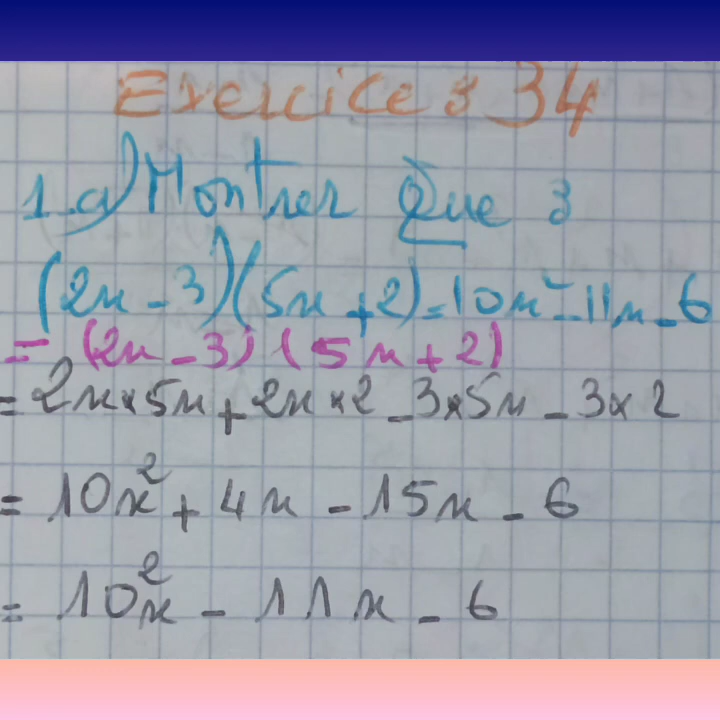 Exercice : 34
1.a) Montrer Que :
(2x - 3)(5x + 2) = 10x² - 11x - 6
= (2x - 3) (5x + 2)
= 2x × 5x + 2x × 2 - 3 × 5x - 3 × 2
= 10x² + 4x - 15x - 6
= 10x² - 11x - 6